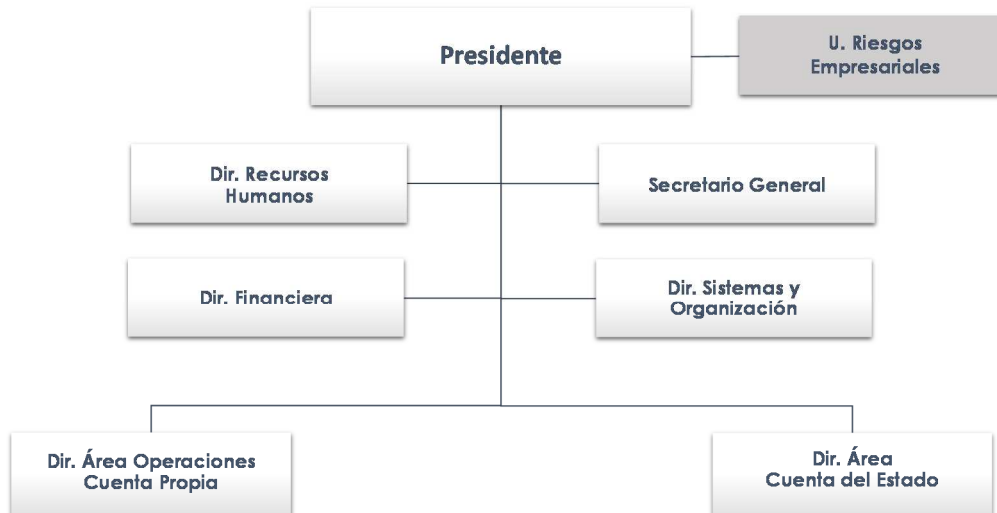 Presidente
U. Riesgos
Empresariales
Dir. Recursos
Humanos
Secretario General
Dir. Financiera
Dir. Sistemas y
Organización
Dir. Área Operaciones
Cuenta Propia
Dir. Área
Cuenta del Estado